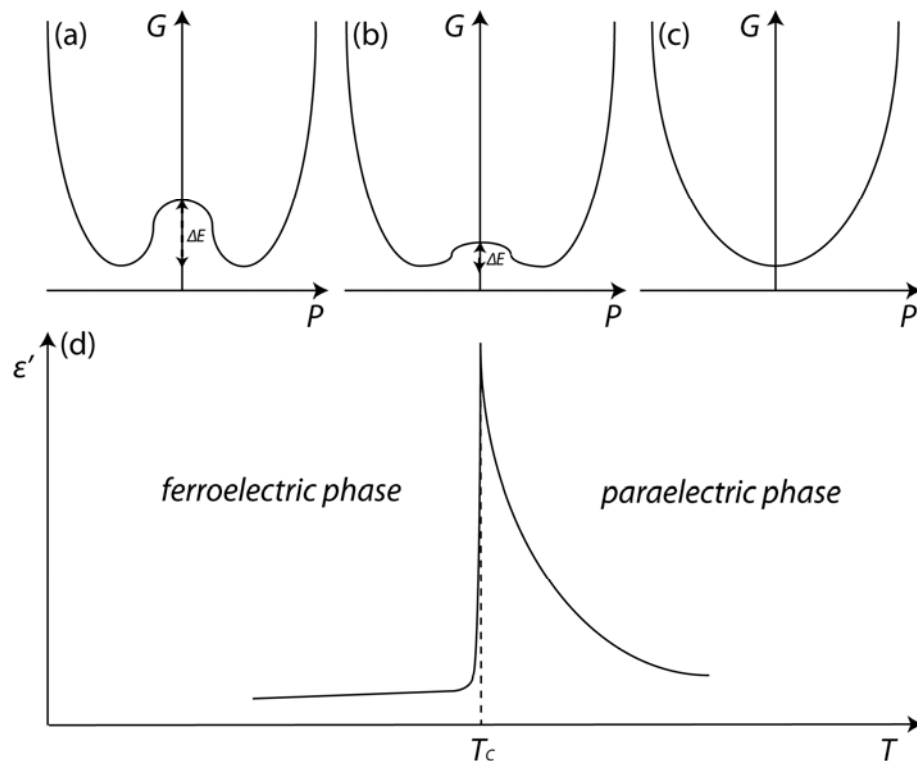 (a) G (b) G (c) G
ΔE ΔE
P P P
(d)
ε′
ferroelectric phase paraelectric phase
Tc T